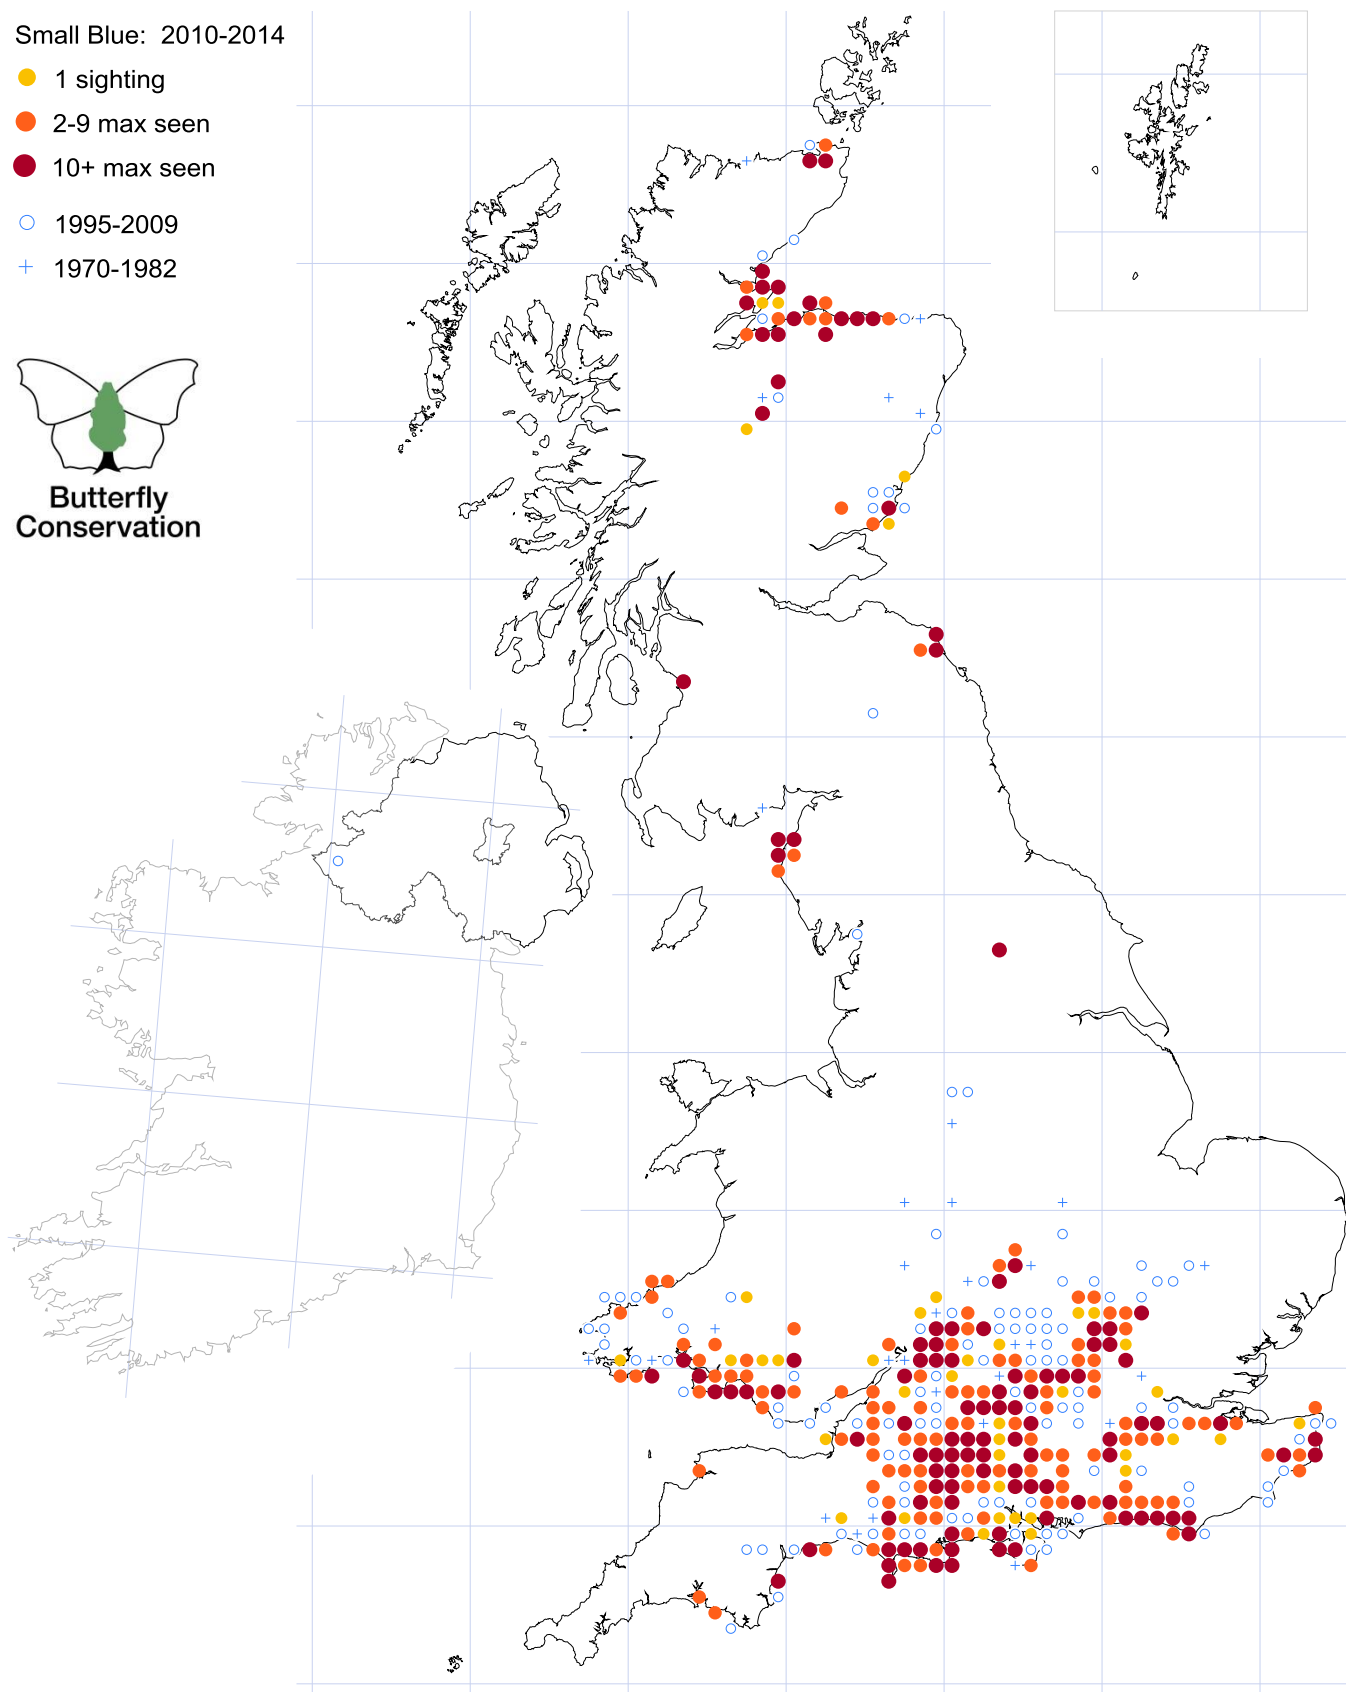 Small Blue: 2010-2014
1 sighting
2-9 max seen
10+ max seen
1995-2009
1970-1982
Butterfly
Conservation